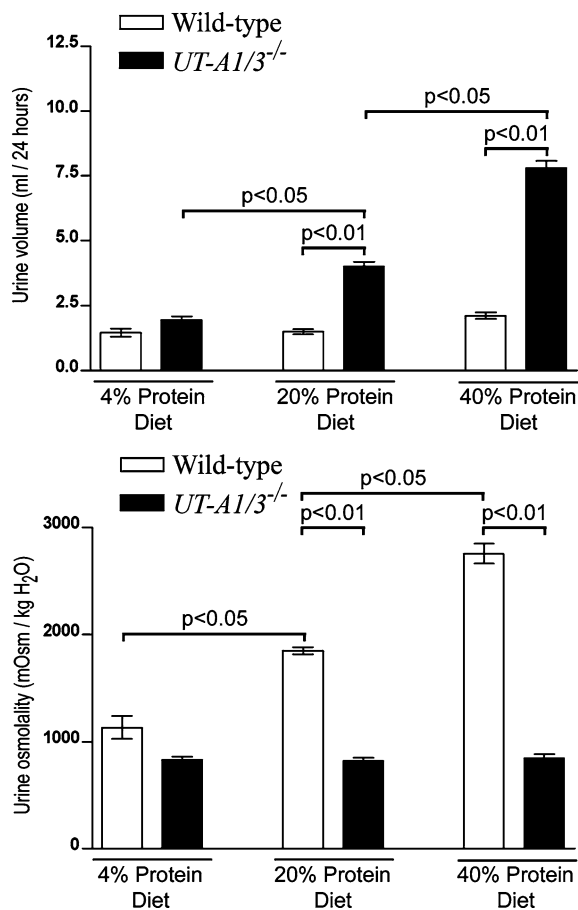 Wild-type
UT-A1/3-/-
Urine volume (ml / 24 hours)
12.5
10.0
7.5
5.0
2.5
0.0
p<0.05
p<0.01
p<0.05
p<0.01
4% Protein
Diet
20% Protein
Diet
40% Protein
Diet
Wild-type
UT-A1/3-/-
Urine osmolality (mOsm / kg H2O)
3000
2000
1000
0
p<0.05
p<0.01
p<0.01
p<0.05
4% Protein
Diet
20% Protein
Diet
40% Protein
Diet